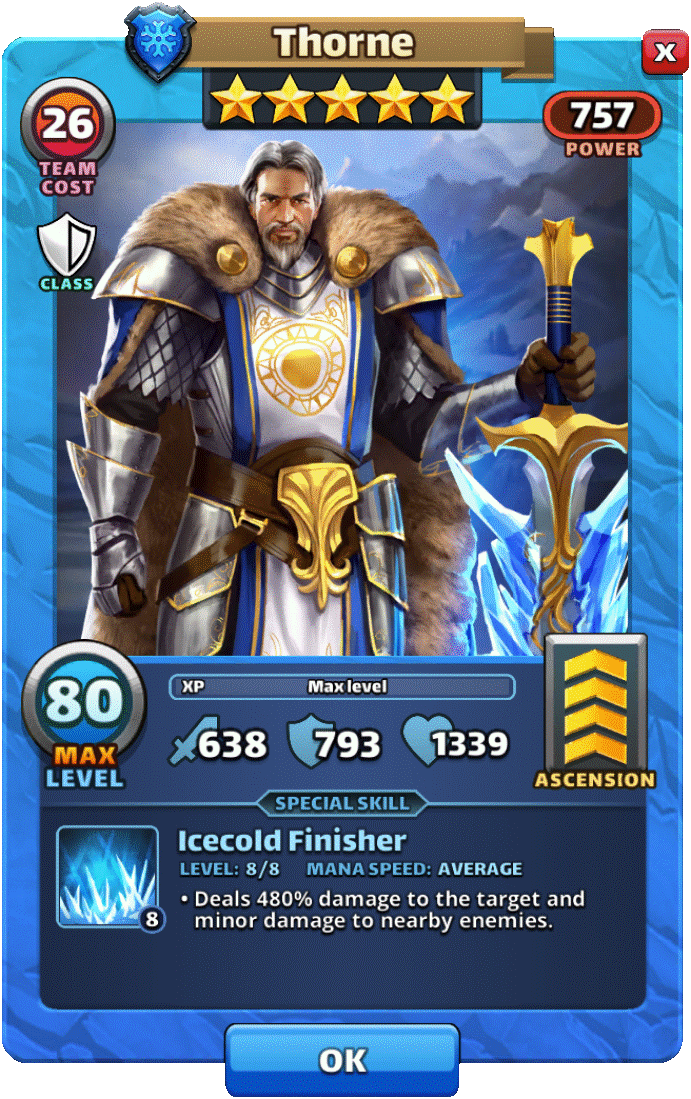 Thorne
X
26
TEAM
COST
757
POWER
CLASS
80
MAX
LEVEL
XP Max level
638 793 1339
ASCENSION
SPECIAL SKILL
Icecold Finisher
LEVEL: 8/8 MANA SPEED: AVERAGE
8
• Deals 480% damage to the target and
minor damage to nearby enemies.
OK